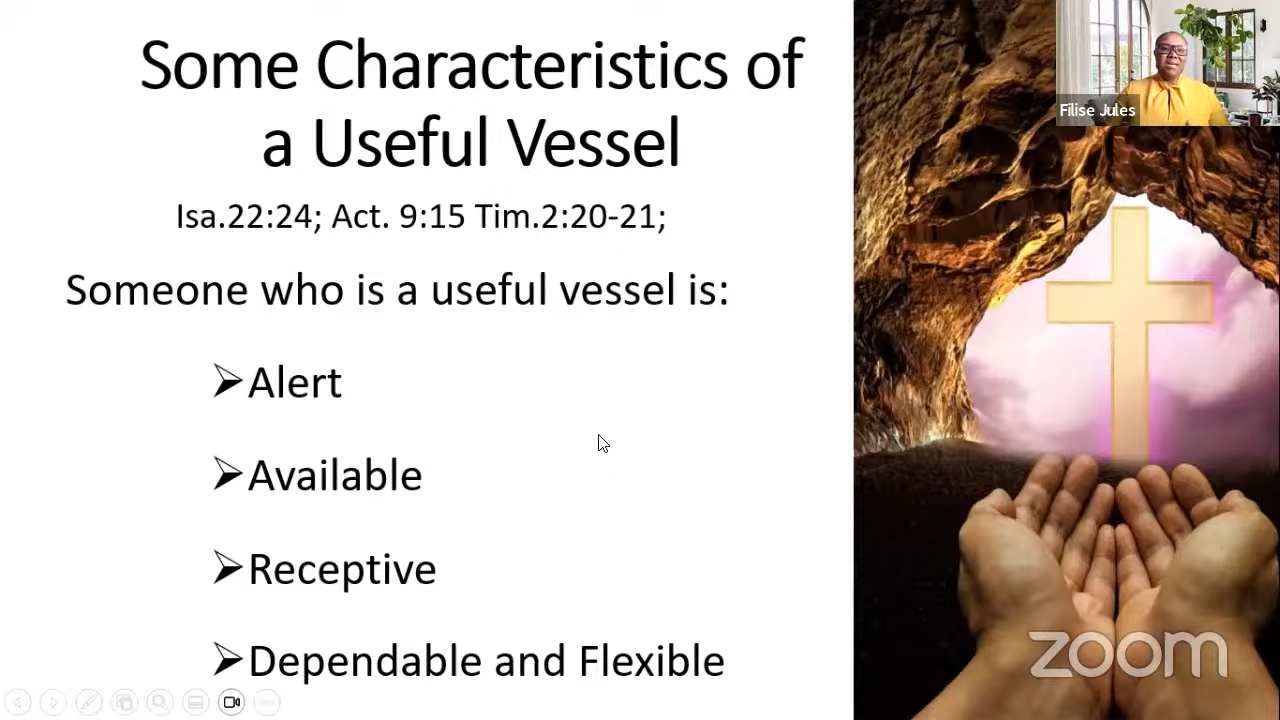 Some Characteristics of
a Useful Vessel
Isa.22:24; Act. 9:15 Tim.2:20-21;
Someone who is a useful vessel is:
➢Alert
➢Available
➢Receptive
➢Dependable and Flexible
Filise Jules
zoom